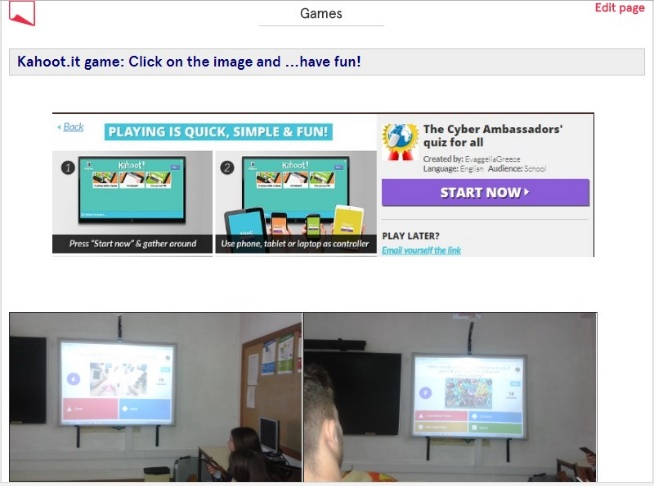 Games
Edit page
Kahoot.it game: Click on the image and ...have fun!
Back
PLAYING IS QUICK, SIMPLE & FUN!
1
Kahoot!
Press "Start now" & gather around
2
Kahoot!
Use phone, tablet or laptop as controller
The Cyber Ambassadors'
quiz for all
Created by: EvaggeliaGreece
Language: English Audience: School
START NOW
PLAY LATER?
Email yourself the link